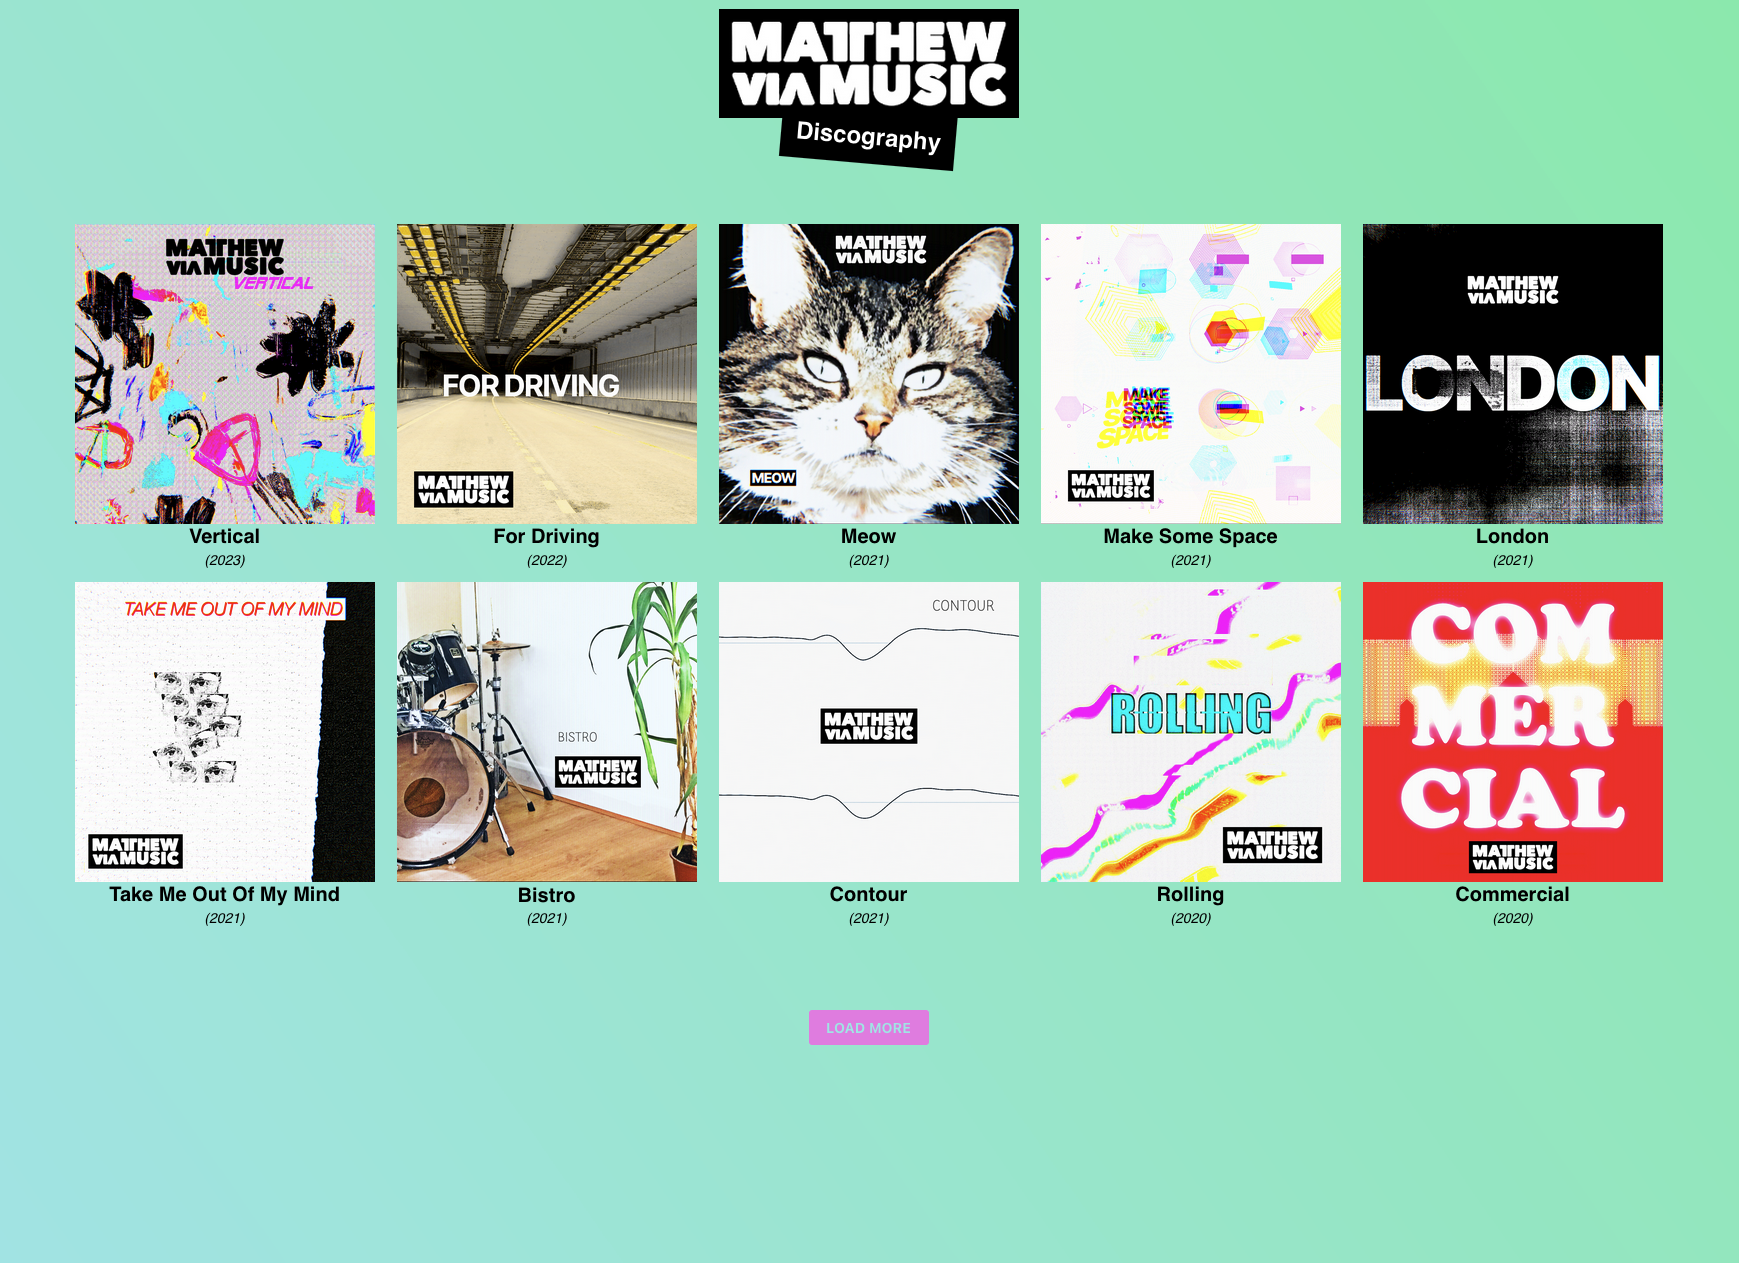 MATTHEW
VIA MUSIC
Discography
MATTHEW
VIA MUSIC
VERTICAL
Vertical
(2023)
FOR DRIVING
MATTHEW
VIA MUSIC
For Driving
(2022)
MATTHEW
VIA MUSIC
MEOW
Meow
(2021)
MAKE
SOME
SPACE
MATTHEW
VIA MUSIC
Make Some Space
(2021)
MATTHEW
VIA MUSIC
LONDON
London
(2021)
TAKE ME OUT OF MY MIND
MATTHEW
VIA MUSIC
Take Me Out Of My Mind
(2021)
BISTRO
MATTHEW
VIA MUSIC
Bistro
(2021)
CONTOUR
MATTHEW
VIA MUSIC
Contour
(2021)
ROLLING
MATTHEW
VIA MUSIC
Rolling
(2020)
COM
MER
CIAL
MATTHEW
VIA MUSIC
Commercial
(2020)
LOAD MORE